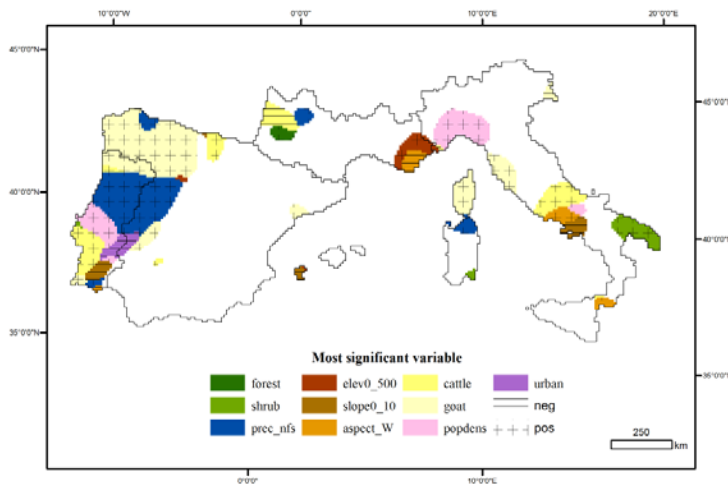 10°0'0"W 0°0'0" 10°0'0"E 20°0'0"E
45°0'0"N 45°0'0"N
40°0'0"N 40°0'0"N
35°0'0"N 35°0'0"N
Most significant variable
forest elev0_500 cattle urban
shrub slope0_10 goat neg
prec_nfs aspect_W popdens pos
250
km
0°0'0" 10°0'0"E